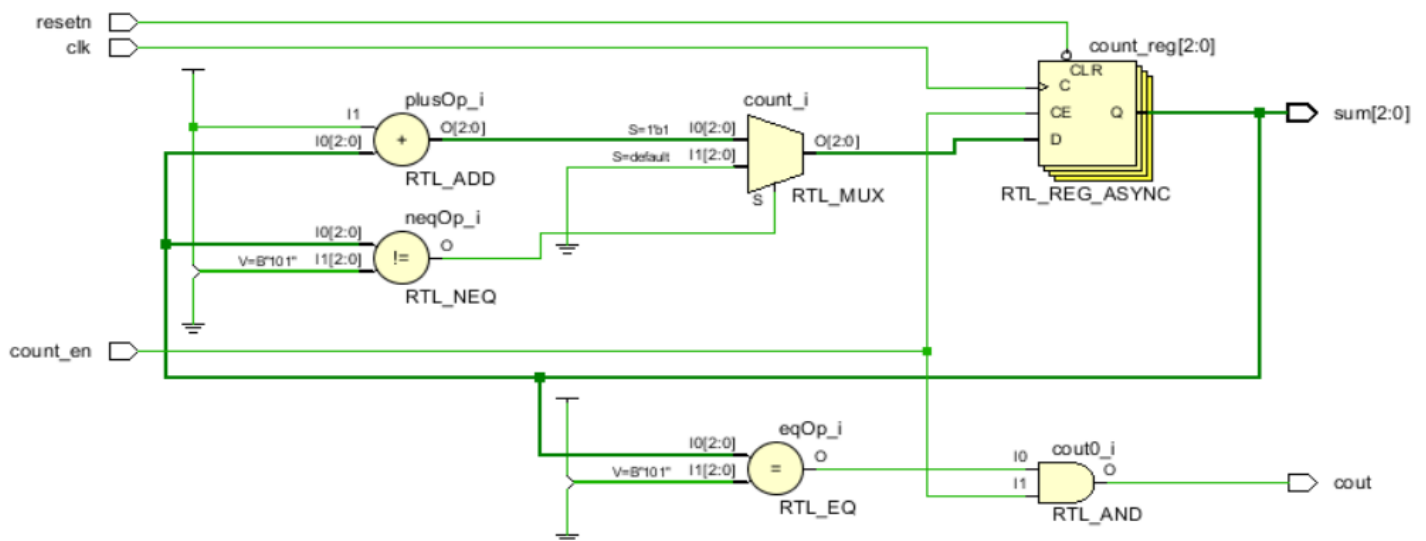 resetn
clk
count_reg[2:0]
CLR
C
CE
Q
D
RTL_REG_ASYNC
sum[2:0]
plusOp_i
I1
I0[2:0]
+
O[2:0]
RTL_ADD
count_i
S=1'b1
I0[2:0]
S=default
I1[2:0]
O[2:0]
S
RTL_MUX
neqOp_i
I0[2:0]
V=B"101"
I1[2:0]
!=
O
RTL_NEQ
count_en
eqOp_i
I0[2:0]
V=B"101"
I1[2:0]
=
O
RTL_EQ
cout0_i
I0
I1
O
RTL_AND
cout